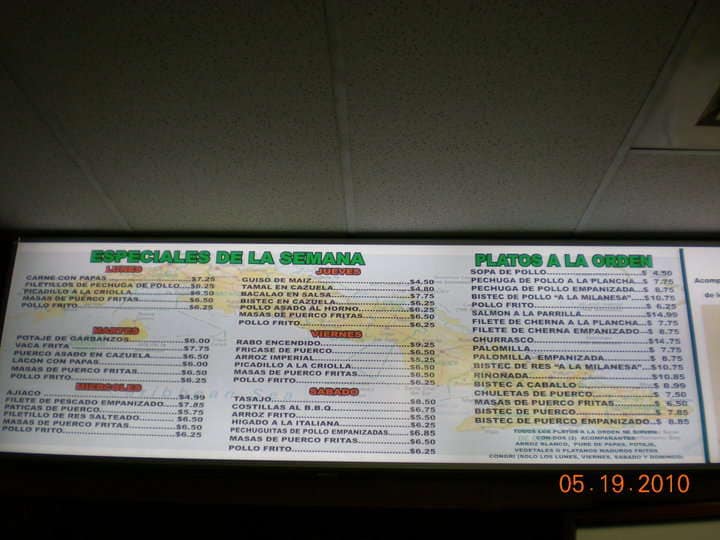 ESPECIALES DE LA SEMANA
LUNES
CARNE CON PAPAS $7.25
FILETILLOS DE PECHUGA DE POLLO $8.25
PICADILLO A LA CRIOLLA $6.50
MASAS DE PUERCO FRITAS $6.50
POLLO FRITO $6.25
MARTES
POTAJE DE GARBANZOS $6.00
VACA FRITA $7.75
PUERCO ASADO EN CAZUELA $6.50
LACON CON PAPAS $6.00
MASAS DE PUERCO FRITAS $6.50
POLLO FRITO $6.25
MIERCOLES
AJIACO $4.99
FILETE DE PESCADO EMPANIZADO $7.85
PATICAS DE PUERCO $5.75
FILETILLO DE RES SALTEADO $5.50
MASAS DE PUERCO FRITAS $6.50
POLLO FRITO $6.25
JUEVES
GUISO DE MAIZ $4.50
TAMAL EN CAZUELA $4.80
BACALAO EN SALSA $7.75
BISTEC EN CAZUELA $6.25
POLLO ASADO AL HORNO $6.25
MASAS DE PUERCO FRITAS $6.50
POLLO FRITO $6.25
VIERNES
RABO ENCENDIDO $9.25
FRICASE DE PUERCO $6.50
ARROZ IMPERIAL $5.25
PICADILLO A LA CRIOLLA $6.50
MASAS DE PUERCO FRITAS $6.50
POLLO FRITO $6.25
SABADO
TASAJO $8.50
COSTILLAS AL B.B.Q. $6.75
ARROZ FRITO $5.50
HIGADO A LA ITALIANA $6.25
PECHUGUITAS DE POLLO EMPANIZADAS $6.85
MASAS DE PUERCO FRITAS $6.50
POLLO FRITO $6.25
PLATOS A LA ORDEN
SOPA DE POLLO $ 4.50
PECHUGA DE POLLO A LA PLANCHA $ 7.75
PECHUGA DE POLLO EMPANIZADA $ 8.75
BISTEC DE POLLO "A LA MILANESA" $10.75
POLLO FRITO $ 6.25
SALMON A LA PARRILLA $14.99
FILETE DE CHERNA A LA PLANCHA $ 7.75
FILETE DE CHERNA EMPANIZADO $ 8.75
CHURRASCO $14.75
PALOMILLA $ 7.75
PALOMILLA EMPANIZADA $ 8.75
BISTEC DE RES "A LA MILANESA" $10.75
RIÑONADA $10.85
BISTEC A CABALLO $ 8.99
CHULETAS DE PUERCO $ 7.50
MASAS DE PUERCO FRITAS $ 6.50
BISTEC DE PUERCO $ 7.85
BISTEC DE PUERCO EMPANIZADO $ 8.85
TODOS LOS PLATOS A LA ORDEN SE SIRVEN
CON DOS (2) ACOMPAÑANTES:
ARROZ BLANCO, PURE DE PAPAS, POTAJE,
VEGETALES O PLATANOS MADUROS FRITOS
CONGRI (SOLO LOS LUNES, VIERNES, SABADO Y DOMINGO)
Acomp
05.19.2010